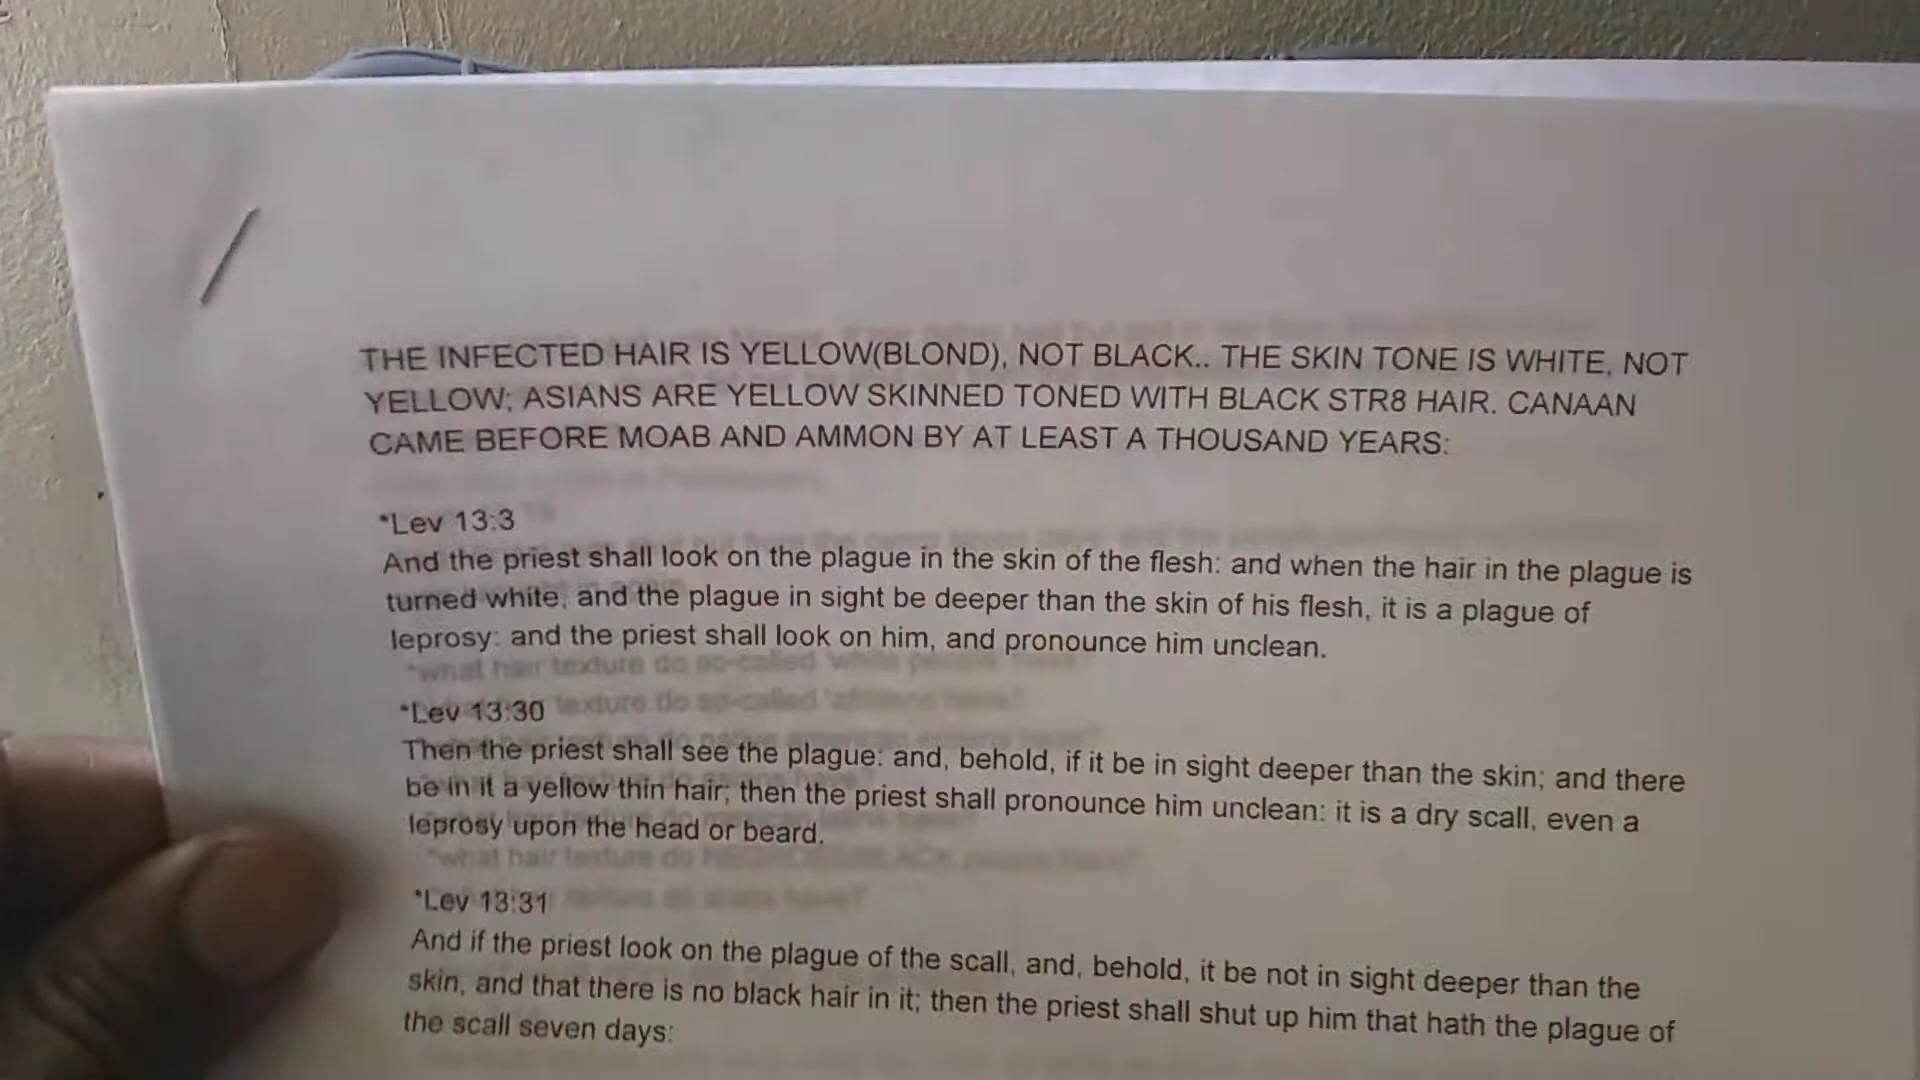 THE INFECTED HAIR IS YELLOW(BLOND), NOT BLACK.. THE SKIN TONE IS WHITE, NOT
YELLOW; ASIANS ARE YELLOW SKINNED TONED WITH BLACK STR8 HAIR. CANAAN
CAME BEFORE MOAB AND AMMON BY AT LEAST A THOUSAND YEARS:
*Lev 13:3
And the priest shall look on the plague in the skin of the flesh: and when the hair in the plague is
turned white, and the plague in sight be deeper than the skin of his flesh, it is a plague of
leprosy: and the priest shall look on him, and pronounce him unclean.
*Lev 13:30
Then the priest shall see the plague: and, behold, if it be in sight deeper than the skin; and there
be in it a yellow thin hair; then the priest shall pronounce him unclean: it is a dry scall, even a
leprosy upon the head or beard.
*Lev 13:31
And if the priest look on the plague of the scall, and, behold, it be not in sight deeper than the
skin, and that there is no black hair in it; then the priest shall shut up him that hath the plague of
the scall seven days: